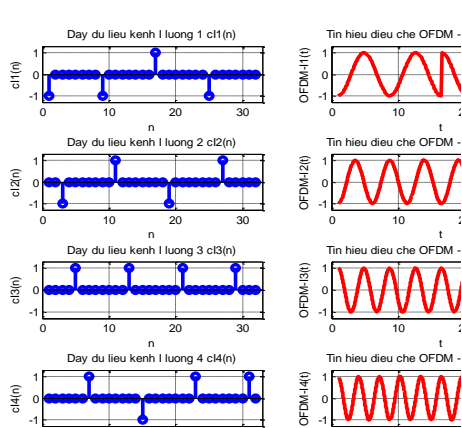 Day du lieu kenh I luong 1 cI1(n)
Tin hieu dieu che OFDM -
cI1(n)
1
0
-1
0
10
20
30
n
OFDM-I1(t)
1
0
-1
0
10
t
Day du lieu kenh I luong 2 cI2(n)
Tin hieu dieu che OFDM -
cI2(n)
1
0
-1
0
10
20
30
n
OFDM-I2(t)
1
0
-1
0
10
t
Day du lieu kenh I luong 3 cI3(n)
Tin hieu dieu che OFDM -
cI3(n)
1
0
-1
0
10
20
30
n
OFDM-I3(t)
1
0
-1
0
10
t
Day du lieu kenh I luong 4 cI4(n)
Tin hieu dieu che OFDM -
cI4(n)
1
0
-1
OFDM-I4(t)
1
0
-1